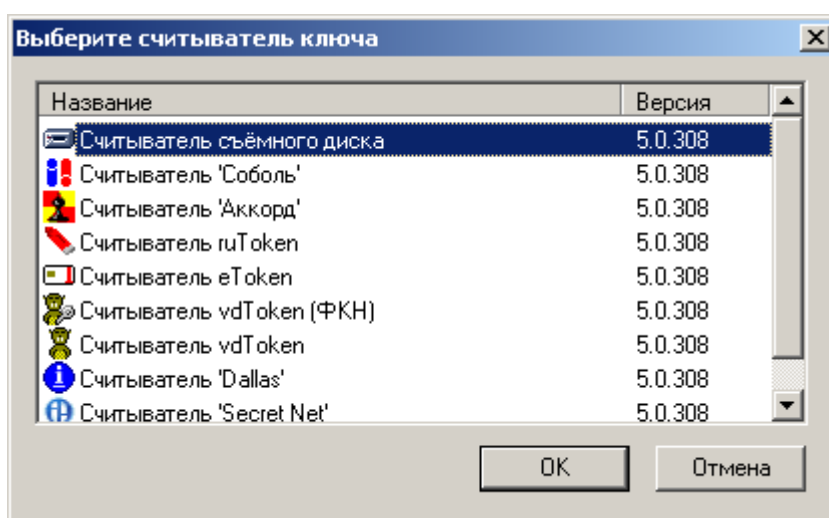 Выберите считыватель ключа
Название Версия
Считыватель съёмного диска 5.0.308
Считыватель 'Соболь' 5.0.308
Считыватель 'Аккорд' 5.0.308
Считыватель ruToken 5.0.308
Считыватель eToken 5.0.308
Считыватель vdToken (ФКН) 5.0.308
Считыватель vdToken 5.0.308
Считыватель 'Dallas' 5.0.308
Считыватель 'Secret Net' 5.0.308
OK Отмена